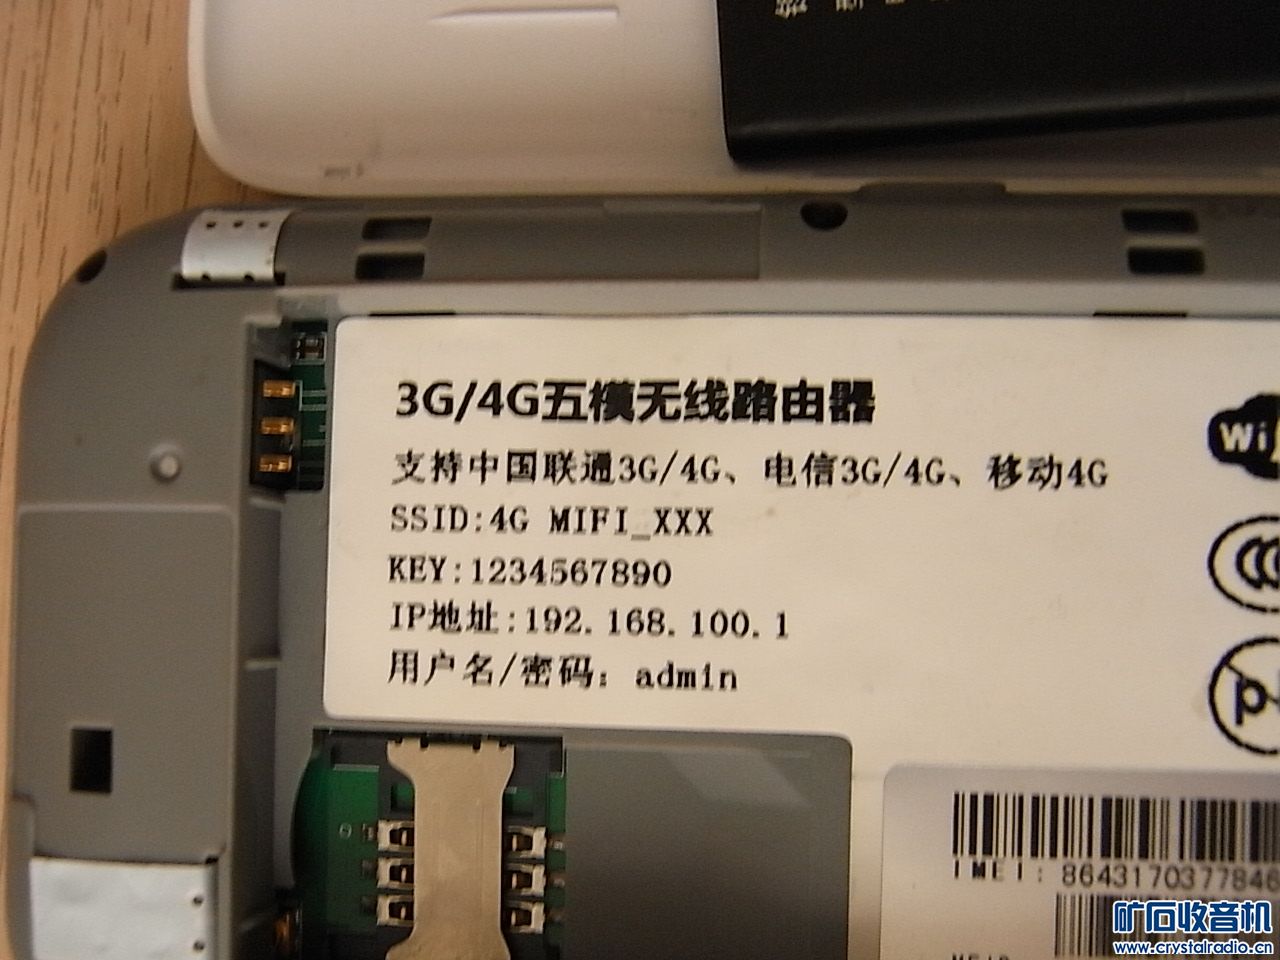 3G/4G五模无线路由器
支持中国联通3G/4G、电信3G/4G、移动4G
SSID:4G MIFI_XXX
KEY:1234567890
IP地址:192.168.100.1
用户名/密码: admin
Wi
IMEI: 8643170377846
矿石收音机
www.crystalradio.cn